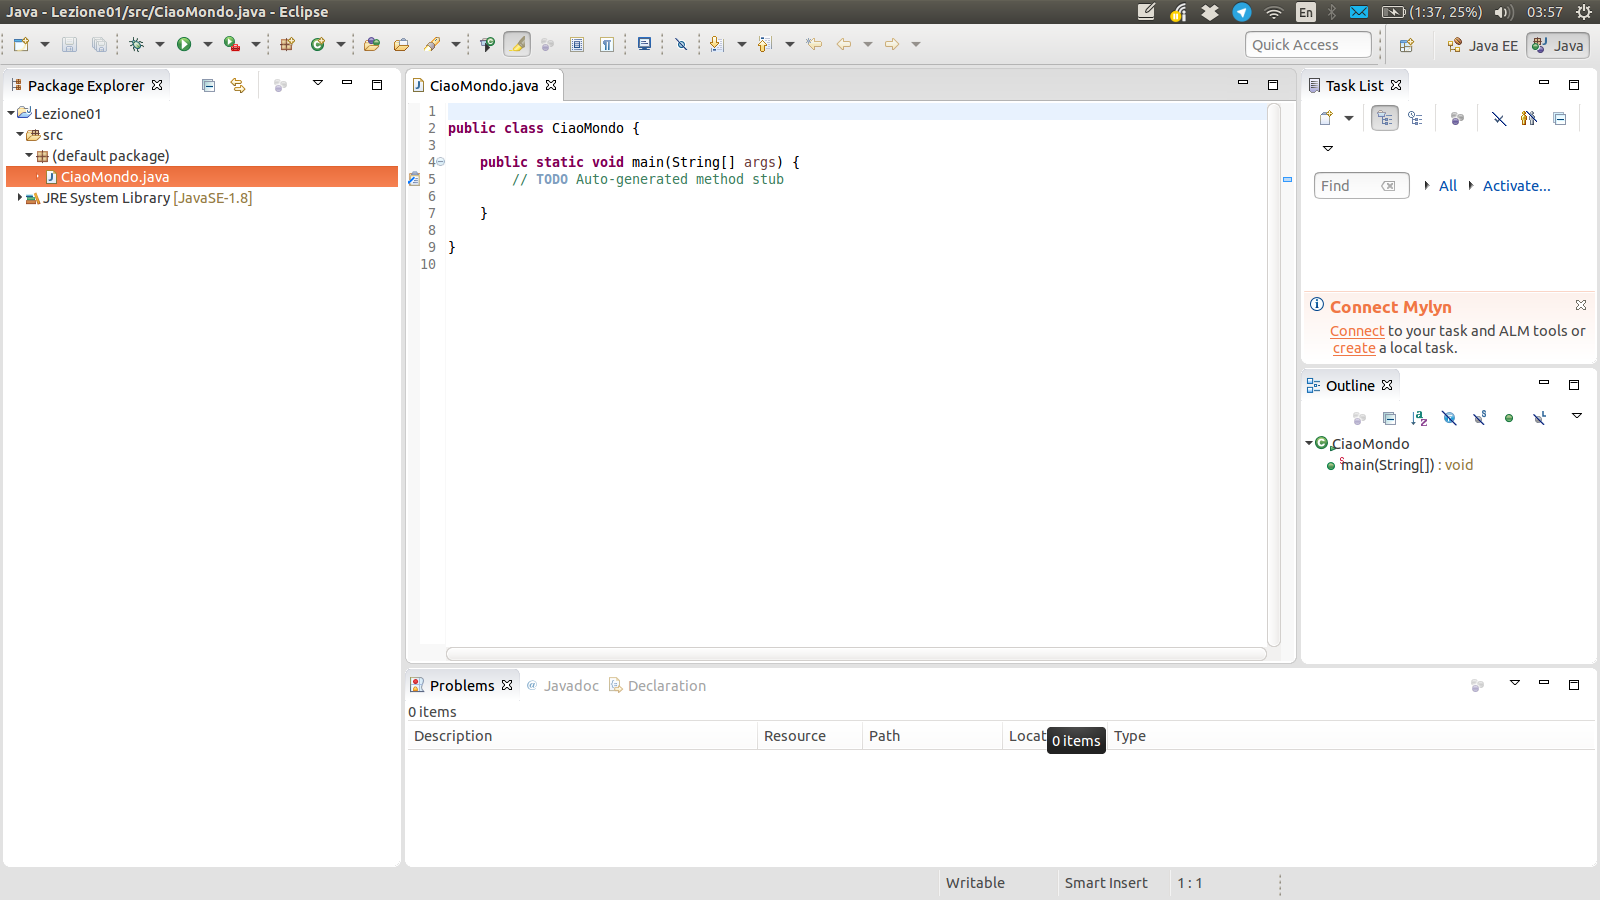 Java - Lezione01/src/CiaoMondo.java - Eclipse
En
(1:37, 25%)
03:57
Quick Access
Java EE
Java
Package Explorer
Lezione01
src
(default package)
CiaoMondo.java
JRE System Library [JavaSE-1.8]
CiaoMondo.java
1
2 public class CiaoMondo {
3
4 public static void main(String[] args) {
5 // TODO Auto-generated method stub
6
7 }
8
9 }
10
Task List
Find
All
Activate...
Connect Mylyn
Connect to your task and ALM tools or
create a local task.
Outline
CiaoMondo
main(String[]) : void
Problems
@ Javadoc
Declaration
0 items
Description
Resource
Path
Locat
0 items
Type
Writable
Smart Insert
1 : 1